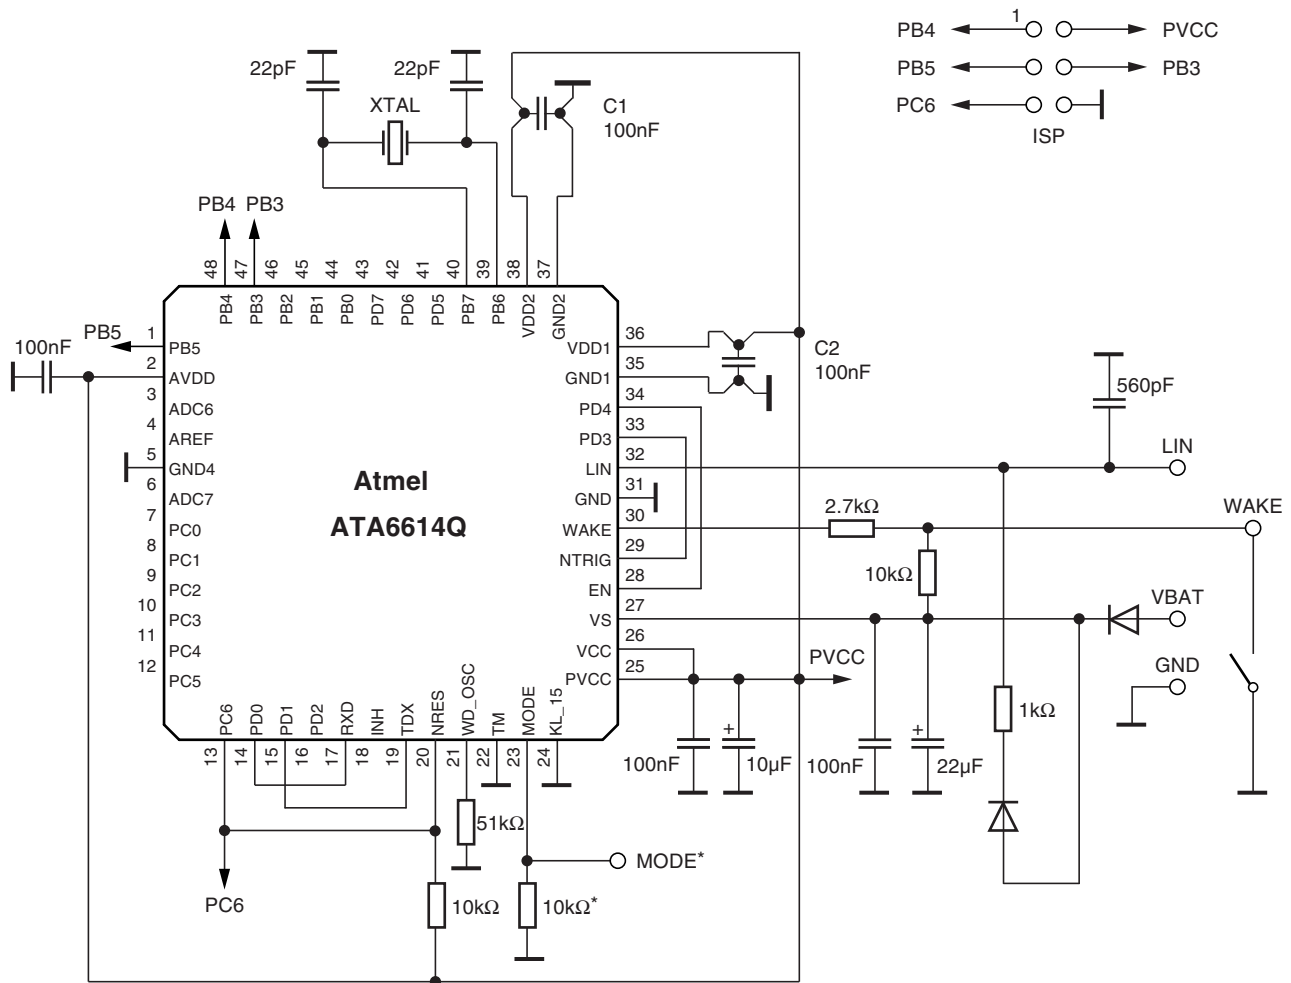 PB4 1 PVCC
PB5 PB3
PC6
ISP
22pF 22pF
XTAL
C1
100nF
PB4 PB3
48 47 46 45 44 43 42 41 40 39 38 37
PB4 PB3 PB2 PB1 PB0 PD7 PD6 PD5 PB7 PB6 VDD2 GND2
PB5
100nF
1 PB5
2 AVDD
3 ADC6
4 AREF
5 GND4
6 ADC7
7 PC0
8 PC1
9 PC2
10 PC3
11 PC4
12 PC5
Atmel
ATA6614Q
VDD1 36
GND1 35
PD4 34
PD3 33
LIN 32
GND 31
WAKE 30
NTRIG 29
EN 28
VS 27
VCC 26
PVCC 25
C2
100nF
560pF
LIN
2.7kΩ
WAKE
10kΩ
VBAT
GND
PVCC
1kΩ
100nF
10µF
100nF
22µF
+
+
PC6 PD0 PD1 PD2 RXD INH TDX NRES WD_OSC TM MODE KL_15
13 14 15 16 17 18 19 20 21 22 23 24
51kΩ
MODE*
PC6
10kΩ
10kΩ*